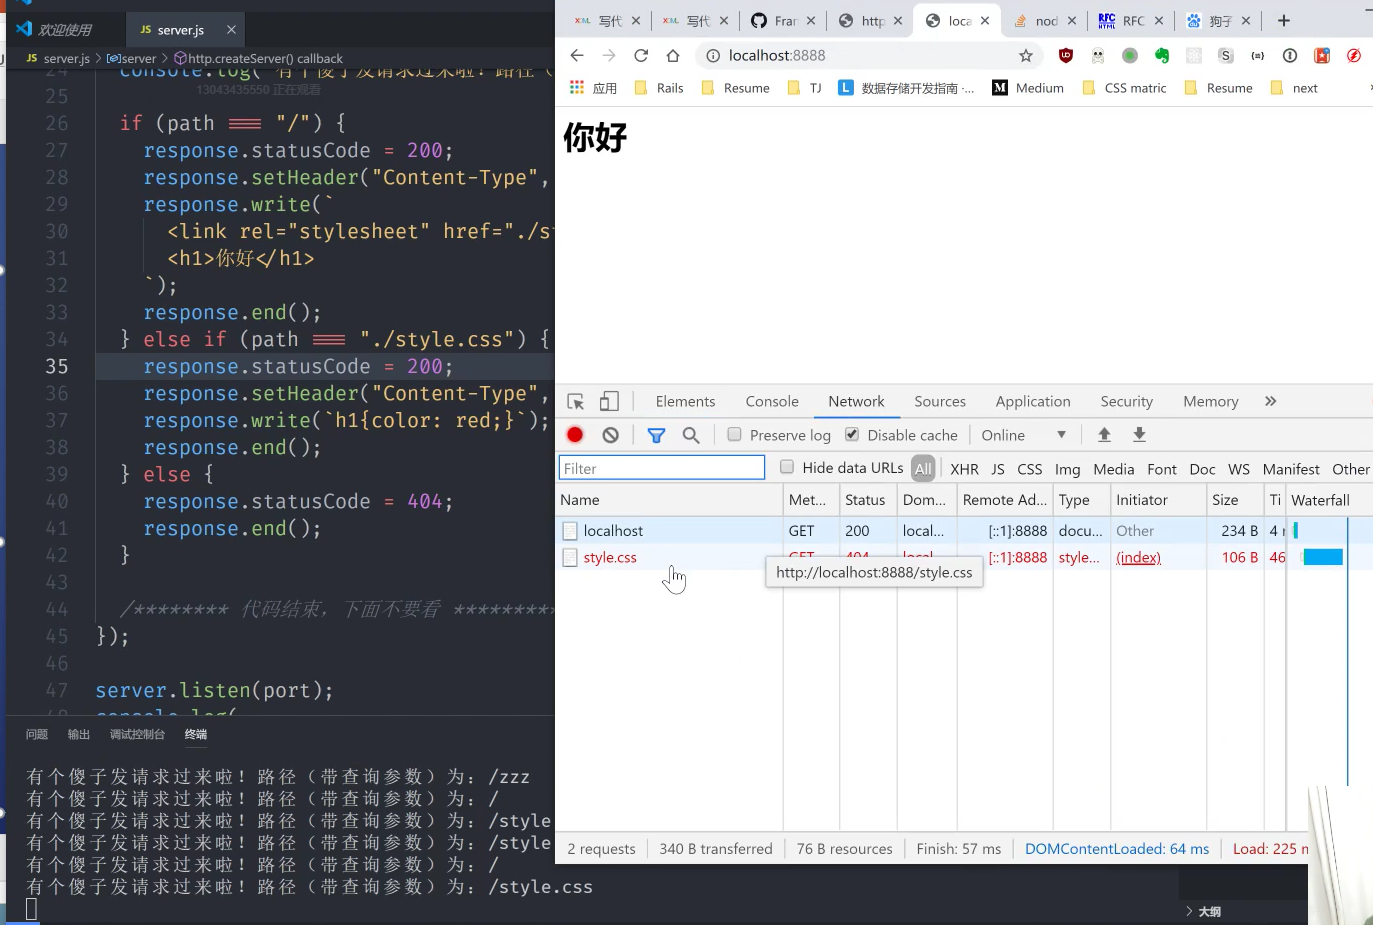 欢迎使用
JS server.js ×
JS server.js > server > http.createServer() callback
24 console.log("有个傻子发请求过来啦！路径（
13043435550 正在观看
25
26 if (path === "/") {
27 response.statusCode = 200;
28 response.setHeader("Content-Type",
29 response.write(`
30 <link rel="stylesheet" href="./st
31 <h1>你好</h1>
32 `);
33 response.end();
34 } else if (path === "./style.css") {
35 response.statusCode = 200;
36 response.setHeader("Content-Type",
37 response.write(`h1{color: red;}`);
38 response.end();
39 } else {
40 response.statusCode = 404;
41 response.end();
42 }
43
44 /******** 代码结束，下面不要看 *********
45 });
46
47 server.listen(port);
48 console.log(
问题 输出 调试控制台 终端
有个傻子发请求过来啦！路径（带查询参数）为：/zzz
有个傻子发请求过来啦！路径（带查询参数）为：/
有个傻子发请求过来啦！路径（带查询参数）为：/style
有个傻子发请求过来啦！路径（带查询参数）为：/style
有个傻子发请求过来啦！路径（带查询参数）为：/
有个傻子发请求过来啦！路径（带查询参数）为：/style.css
大纲
写代 × 写代 × Fran × http × loca × nod × RFC HTML RFC × 狗子 × +
localhost:8888
应用 Rails Resume TJ L 数据存储开发指南 -... Medium CSS matric Resume next
你好
Elements Console Network Sources Application Security Memory »
Preserve log Disable cache Online
Filter Hide data URLs All XHR JS CSS Img Media Font Doc WS Manifest Other
Name Met... Status Dom... Remote Ad... Type Initiator Size Ti Waterfall
localhost GET 200 local... [::1]:8888 docu... Other 234 B 4
style.css GET 404 local... [::1]:8888 style... (index) 106 B 46
http://localhost:8888/style.css
2 requests 340 B transferred 76 B resources Finish: 57 ms DOMContentLoaded: 64 ms Load: 225 m